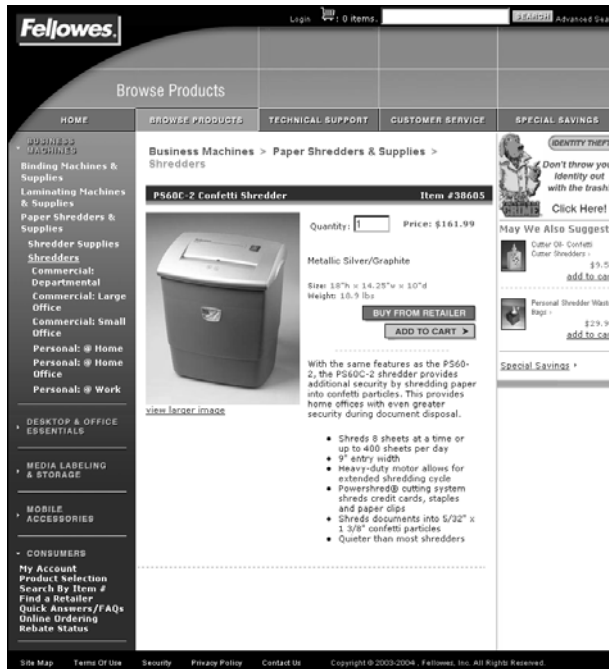 Fellowes.
Login : 0 items. SEARCH Advanced Sea
Browse Products
HOME BROWSE PRODUCTS TECHNICAL SUPPORT CUSTOMER SERVICE SPECIAL SAVINGS
BUSINESS
MACHINES
Binding Machines &
Supplies
Laminating Machines
& Supplies
Paper Shredders &
Supplies
Shredder Supplies
Shredders
Commercial:
Departmental
Commercial: Large
Office
Commercial: Small
Office
Personal: @ Home
Personal: @ Home
Office
Personal: @ Work
DESKTOP & OFFICE
ESSENTIALS
MEDIA LABELING
& STORAGE
MOBILE
ACCESSORIES
CONSUMERS
My Account
Product Selection
Search By Item #
Find a Retailer
Quick Answers/FAQs
Online Ordering
Rebate Status
Business Machines > Paper Shredders & Supplies >
Shredders
PS60C-2 Confetti Shredder Item #38605
Quantity: 1 Price: $161.99
Metallic Silver/Graphite
Size: 18"h x 14.25"w x 10"d
Weight: 10.9 lbs
BUY FROM RETAILER
ADD TO CART >
view larger image
With the same features as the PS60-
2, the PS60C-2 shredder provides
additional security by shredding paper
into confetti particles. This provides
home offices with even greater
security during document disposal.
• Shreds 8 sheets at a time or
up to 400 sheets per day
• 9" entry width
• Heavy-duty motor allows for
extended shredding cycle
• Powershred® cutting system
shreds credit cards, staples
and paper clips
• Shreds documents into 5/32" x
1 3/8" confetti particles
• Quieter than most shredders
IDENTITY THEFT
Don't throw you
Identity out
with the trash
Click Here!
CRIME
May We Also Suggest
Cutter Oil- Confetti
Cutter Shredders ›
$9.5
add to car
Personal Shredder Waste
Bags ›
$29.9
add to car
Special Savings ›
Site Map Terms Of Use Security Privacy Policy Contact Us Copyright © 2003-2004 , Fellowes, Inc. All Rights Reserved.